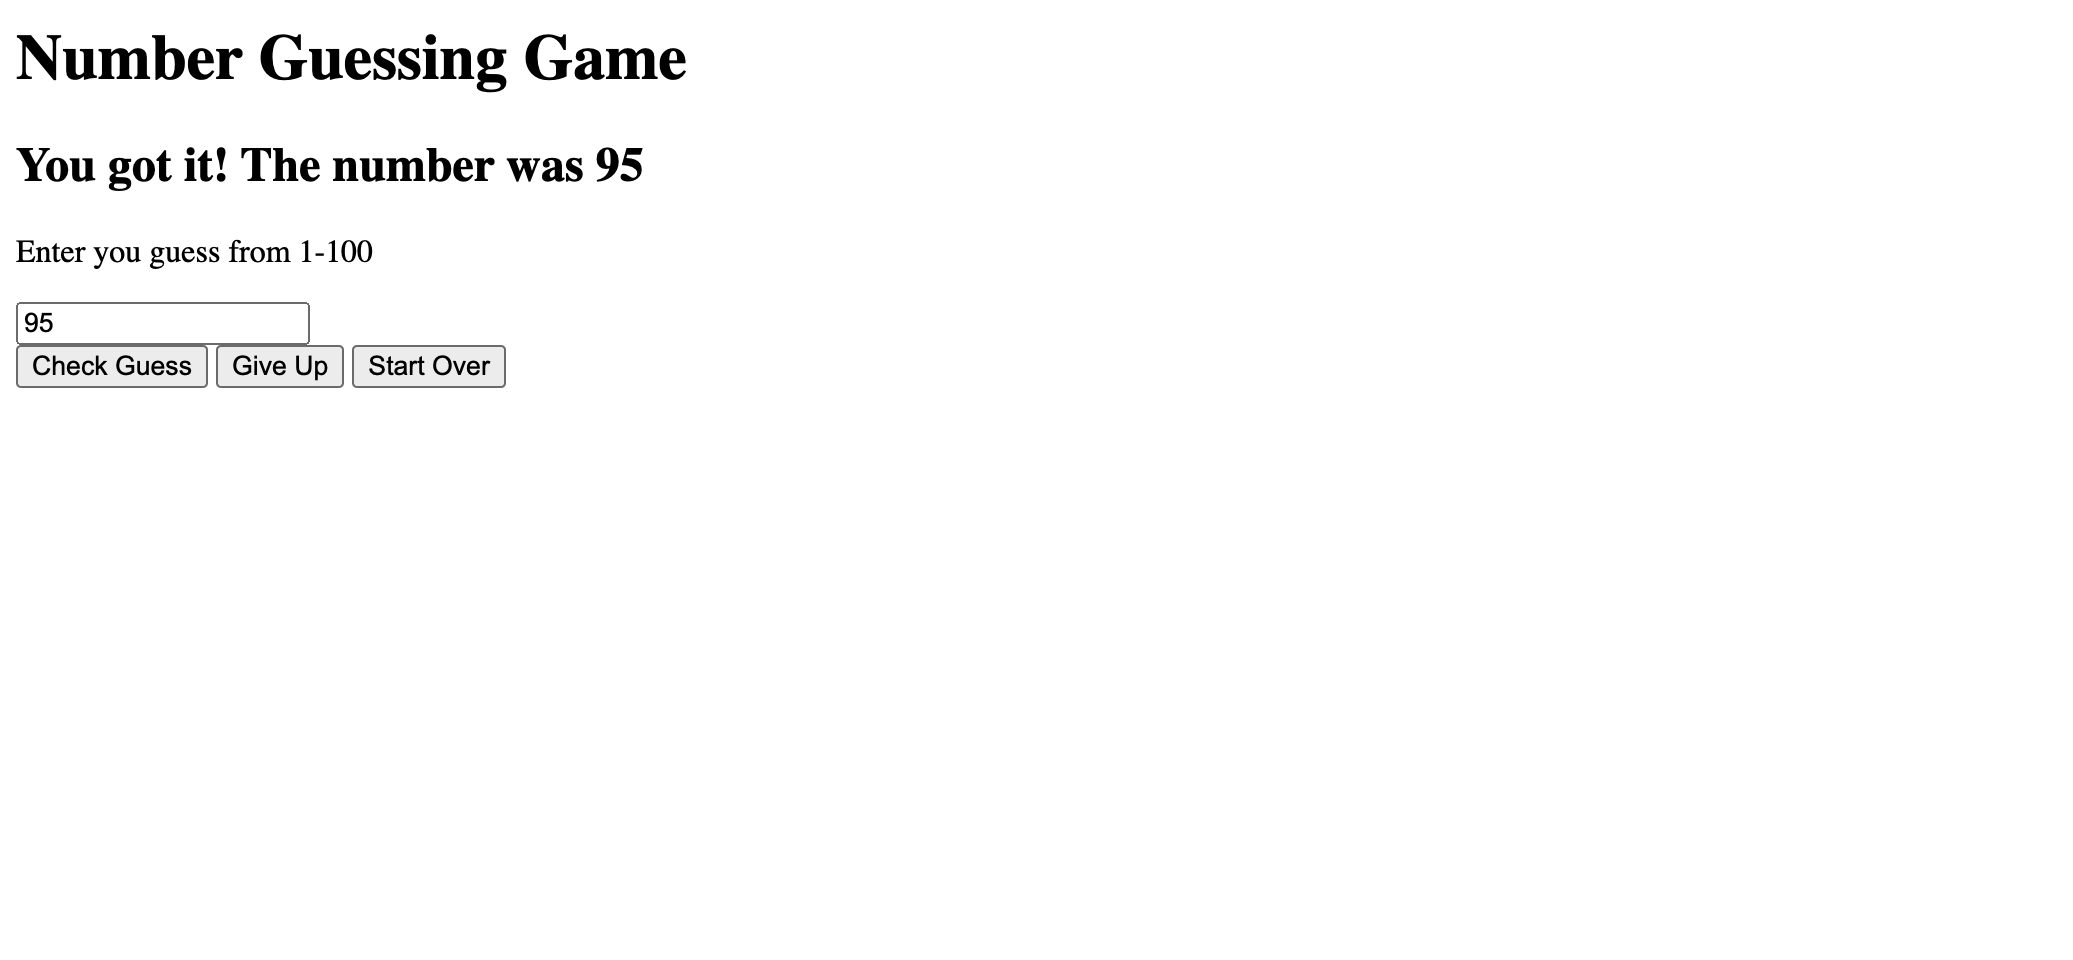 Number Guessing Game
You got it! The number was 95
Enter you guess from 1-100
95
Check Guess Give Up Start Over